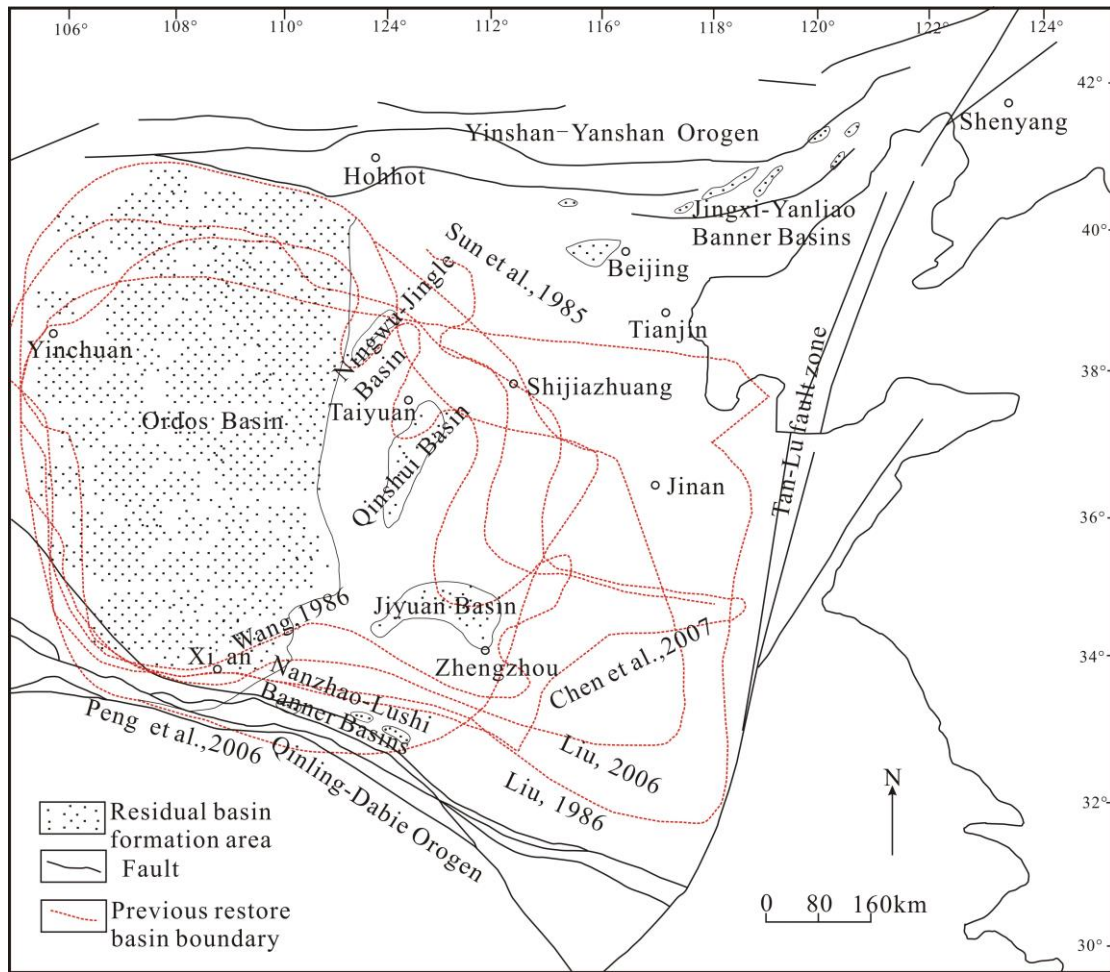 106°
108°
110°
112°
116°
118°
120°
122°
124°
42°
Shenyang
Yinshan-Yanshan Orogen
Hohhot
Jingxi-Yanliao
Banner Basins
40°
Sun et al.,1985
Beijing
Tianjin
Ningwu-Jingle
Basin
Yinchuan
38°
Shijiazhuang
Taiyuan
Ordos Basin
Qinshui Basin
Tan-Lu fault zone
Jinan
36°
Jiyuan Basin
Wang,1986
34°
Xi an
Zhengzhou
Chen et al.,2007
Nanzhao-Lushi
Banner Basins
Peng et al.,2006
Qinling-Dabie Orogen
Liu, 2006
Liu, 1986
N
32°
Residual basin
formation area
Fault
Previous restore
basin boundary
0 80 160km
30°